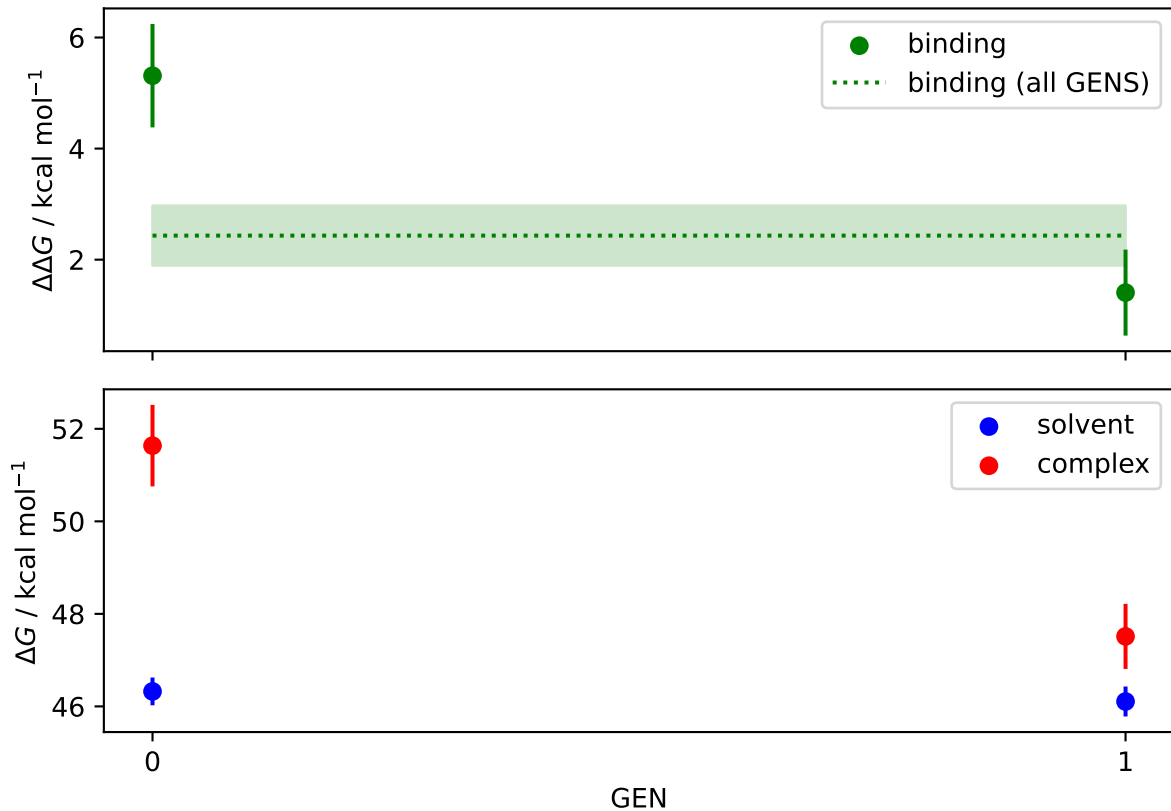 6
4
2
ΔΔG / kcal mol⁻¹
binding
binding (all GENS)
52
50
48
46
ΔG / kcal mol⁻¹
solvent
complex
0
1
GEN